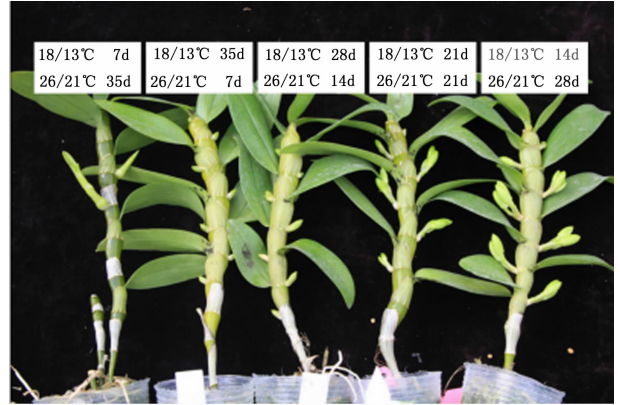 18/13℃ 7d
26/21℃ 35d
18/13℃ 35d
26/21℃ 7d
18/13℃ 28d
26/21℃ 14d
18/13℃ 21d
26/21℃ 21d
18/13℃ 14d
26/21℃ 28d